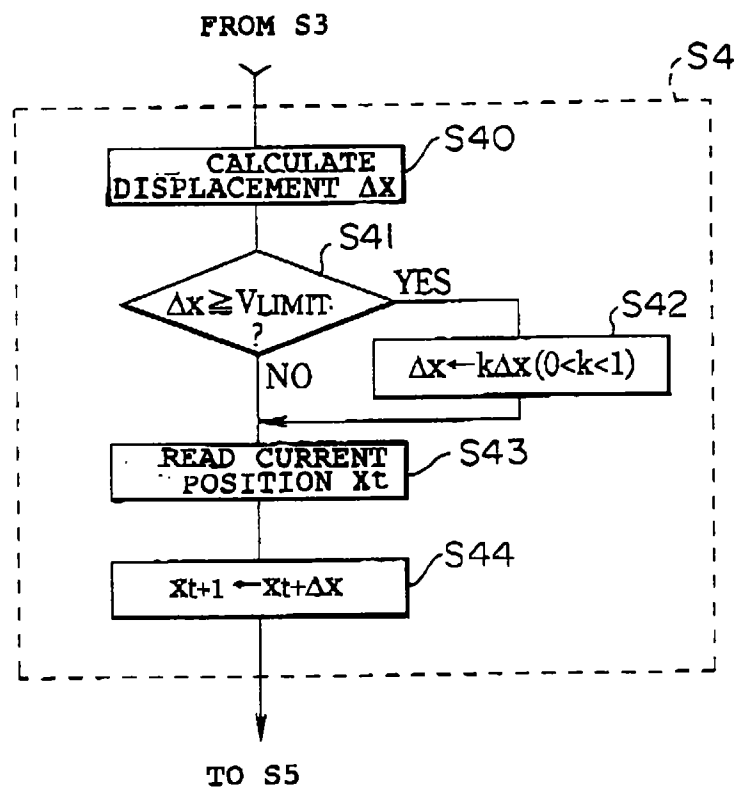 FROM S3
S4
S40
CALCULATE
DISPLACEMENT ΔX
S41
Δx ≧ VLIMIT
?
YES
S42
Δx←kΔx(0<k<1)
NO
READ CURRENT
POSITION Xt
S43
S44
Xt+1 ←Xt+Δx
TO S5